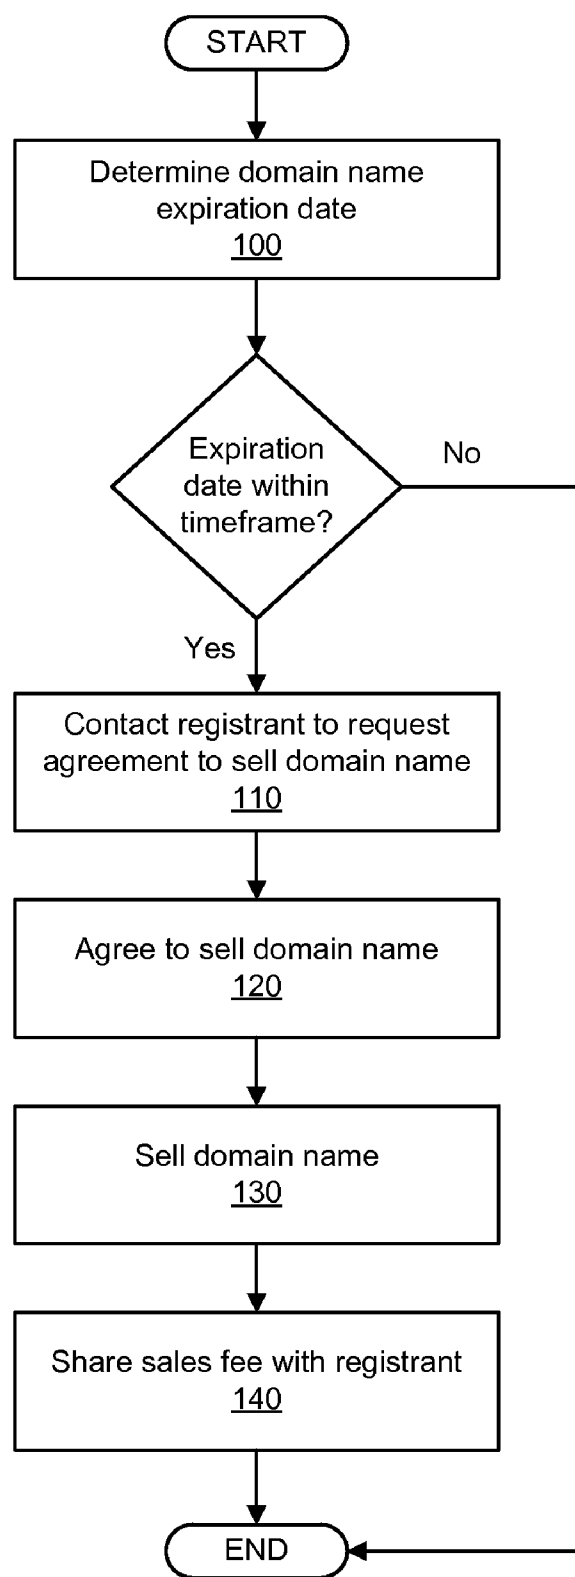 START
Determine domain name
expiration date
100
Expiration
date within
timeframe?
No
Yes
Contact registrant to request
agreement to sell domain name
110
Agree to sell domain name
120
Sell domain name
130
Share sales fee with registrant
140
END